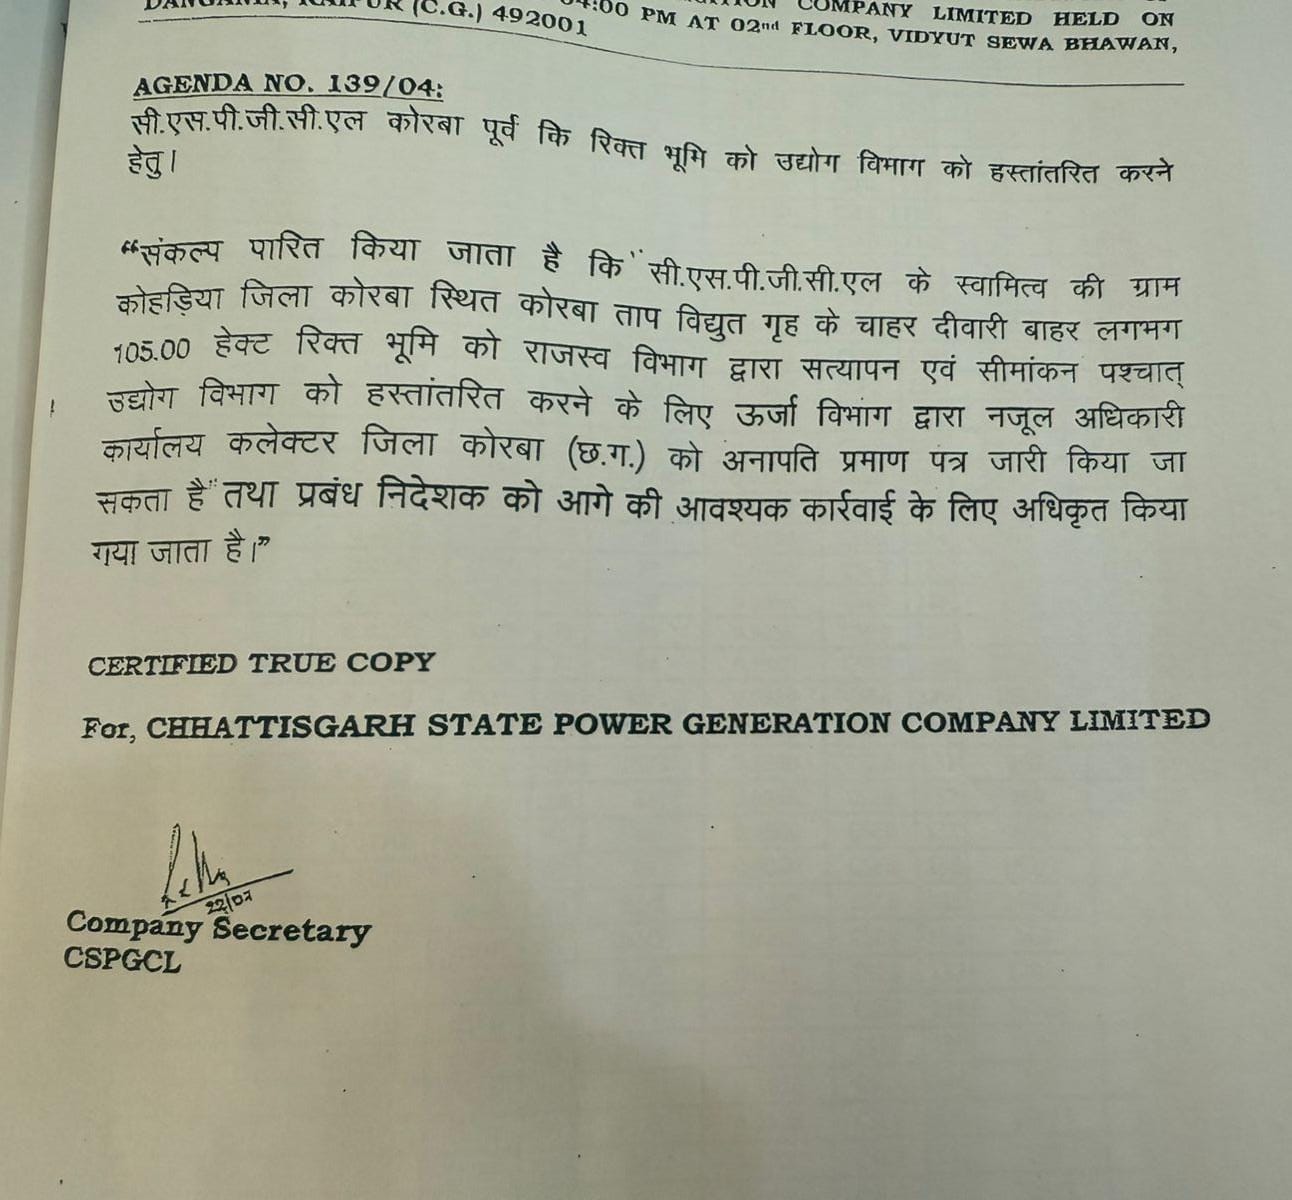 COMPANY LIMITED HELD ON
DANGANIA, RAIPUR (C.G.) 492001 04:00 PM AT 02nd FLOOR, VIDYUT SEWA BHAWAN,
AGENDA NO. 139/04:
सी.एस.पी.जी.सी.एल कोरबा पूर्व कि रिक्त भूमि को उद्योग विभाग को हस्तांतरित करने
हेतु।
“संकल्प पारित किया जाता है कि" सी.एस.पी.जी.सी.एल के स्वामित्व की ग्राम
कोहड़िया जिला कोरबा स्थित कोरबा ताप विद्युत गृह के चाहर दीवारी बाहर लगभग
105.00 हेक्ट रिक्त भूमि को राजस्व विभाग द्वारा सत्यापन एवं सीमांकन पश्चात्
उद्योग विभाग को हस्तांतरित करने के लिए ऊर्जा विभाग द्वारा नजूल अधिकारी
कार्यालय कलेक्टर जिला कोरबा (छ.ग.) को अनापति प्रमाण पत्र जारी किया जा
सकता है" तथा प्रबंध निदेशक को आगे की आवश्यक कार्रवाई के लिए अधिकृत किया
गया जाता है।”
CERTIFIED TRUE COPY
For, CHHATTISGARH STATE POWER GENERATION COMPANY LIMITED
22/07
Company Secretary
CSPGCL